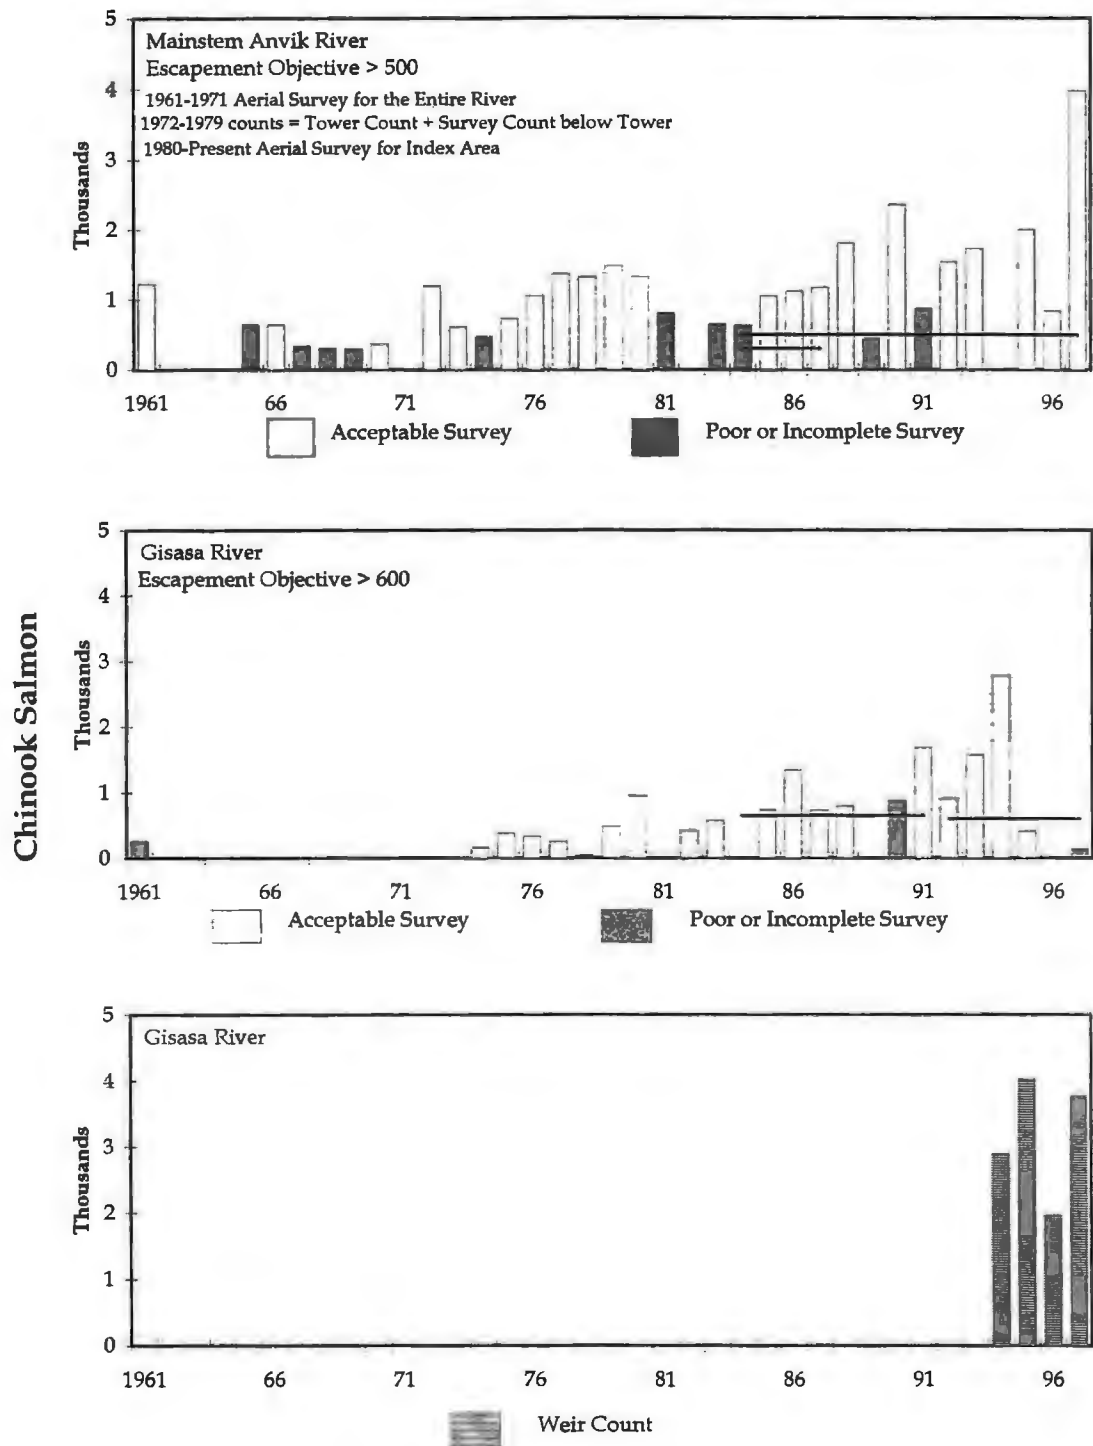 Chinook Salmon
5
4
3
2
1
0
Thousands
Mainstem Anvik River
Escapement Objective > 500
1961-1971 Aerial Survey for the Entire River
1972-1979 counts = Tower Count + Survey Count below Tower
1980-Present Aerial Survey for Index Area
1961 66 71 76 81 86 91 96
Acceptable Survey Poor or Incomplete Survey
5
4
3
2
1
0
Thousands
Gisasa River
Escapement Objective > 600
1961 66 71 76 81 86 91 96
Acceptable Survey Poor or Incomplete Survey
5
4
3
2
1
0
Thousands
Gisasa River
1961 66 71 76 81 86 91 96
Weir Count